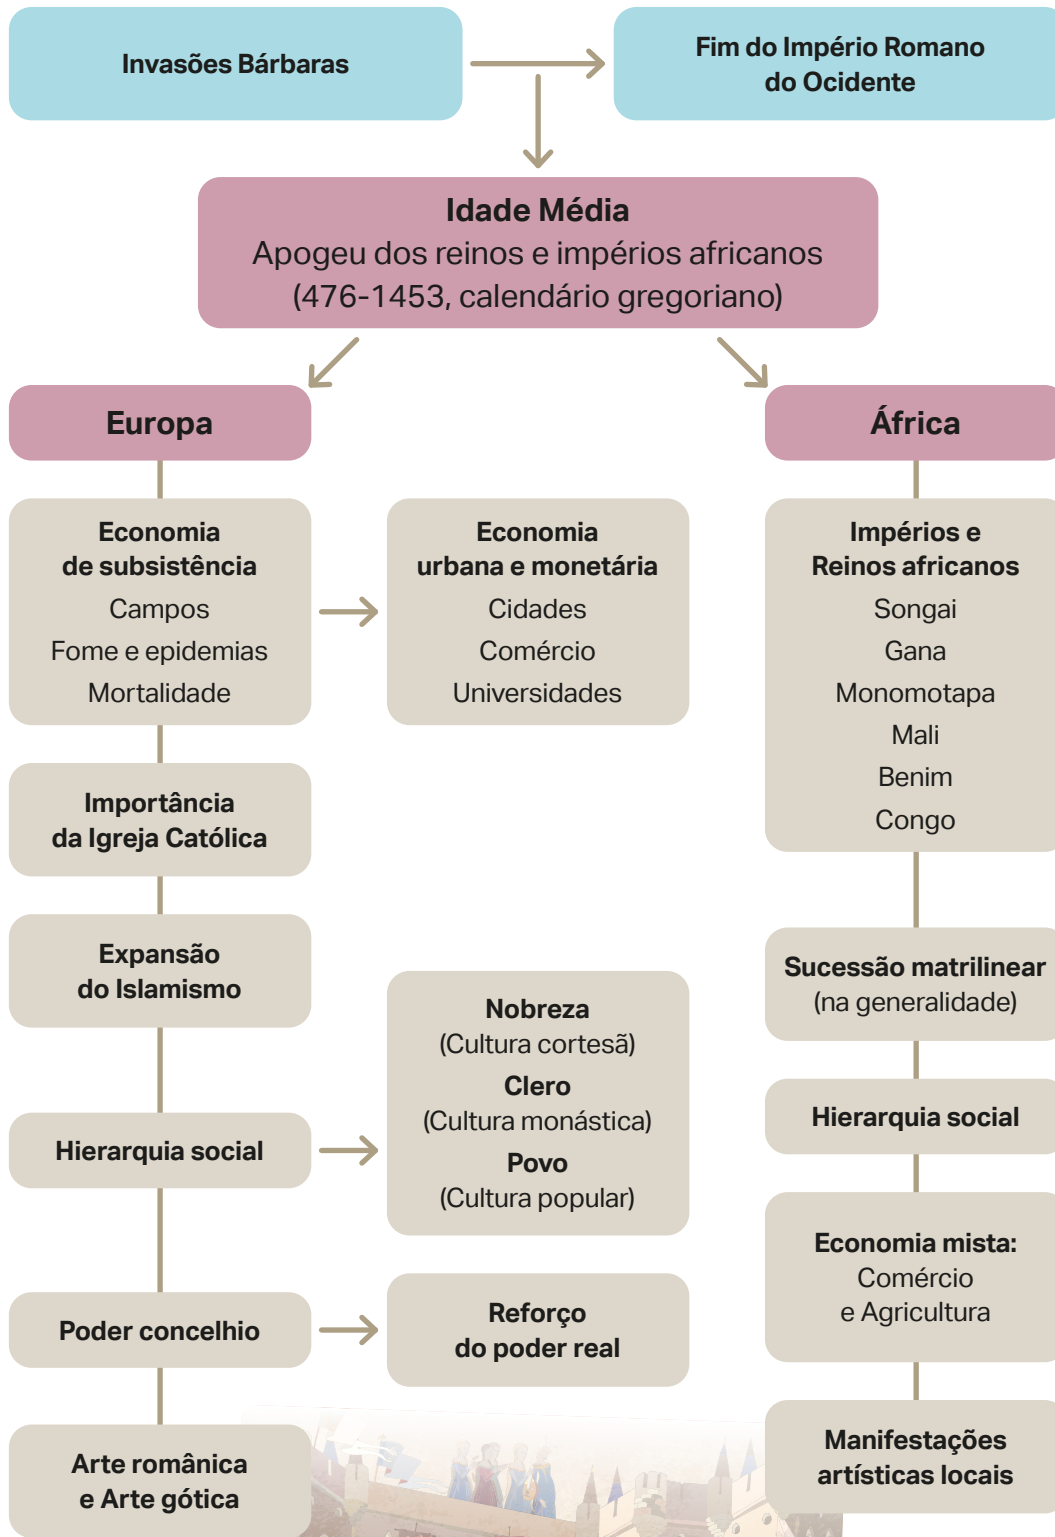 Invasões Bárbaras
Fim do Império Romano
do Ocidente
Idade Média
Apogeu dos reinos e impérios africanos
(476-1453, calendário gregoriano)
Europa
África
Economia
de subsistência
Campos
Fome e epidemias
Mortalidade
Economia
urbana e monetária
Cidades
Comércio
Universidades
Impérios e
Reinos africanos
Songai
Gana
Monomotapa
Mali
Benim
Congo
Importância
da Igreja Católica
Expansão
do Islamismo
Nobreza
(Cultura cortesã)
Clero
(Cultura monástica)
Povo
(Cultura popular)
Sucessão matrilinear
(na generalidade)
Hierarquia social
Hierarquia social
Economia mista:
Comércio
e Agricultura
Poder concelhio
Reforço
do poder real
Arte românica
e Arte gótica
Manifestações
artísticas locais